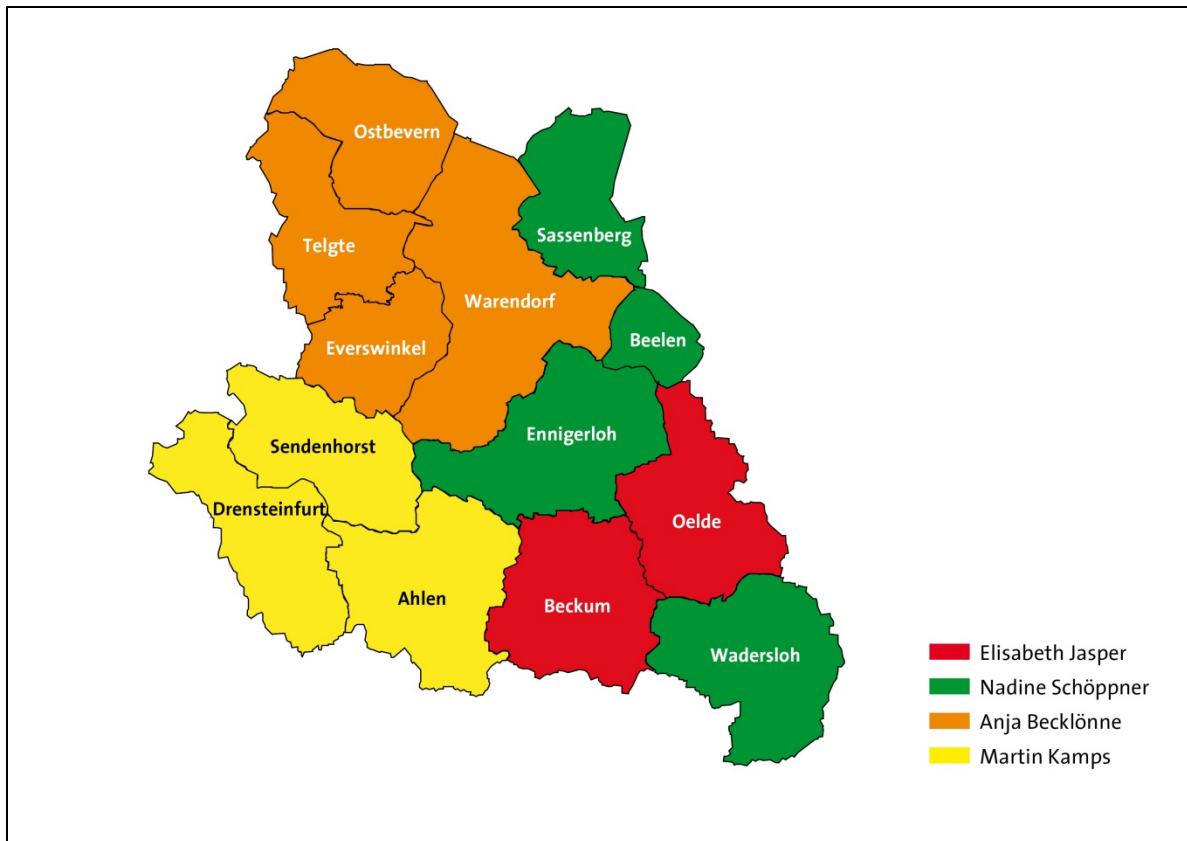 Ostbevern
Sassenberg
Telgte
Warendorf
Beelen
Everswinkel
Ennigerloh
Sendenhorst
Drensteinfurt
Oelde
Ahlen
Beckum
Wadersloh
Elisabeth Jasper
Nadine Schöppner
Anja Becklönne
Martin Kamps